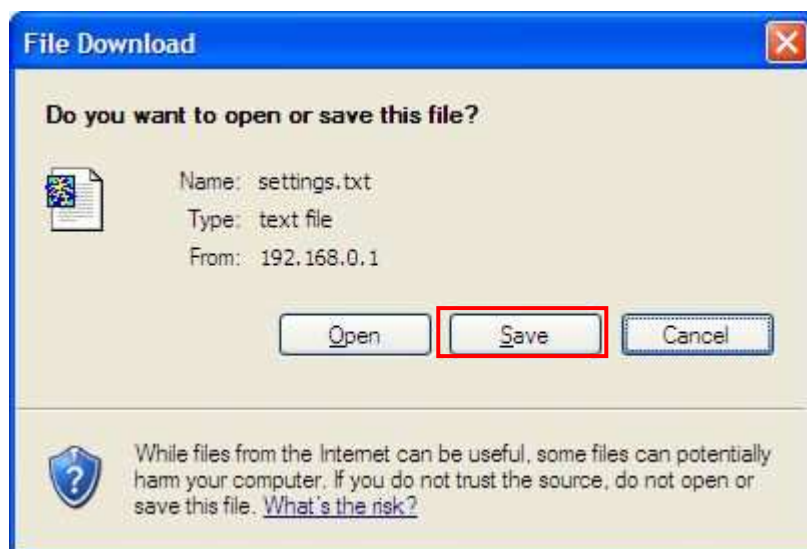 File Download
Do you want to open or save this file?
Name: settings.txt
Type: text file
From: 192.168.0.1
Open Save Cancel
While files from the Internet can be useful, some files can potentially
harm your computer. If you do not trust the source, do not open or
save this file. What's the risk?